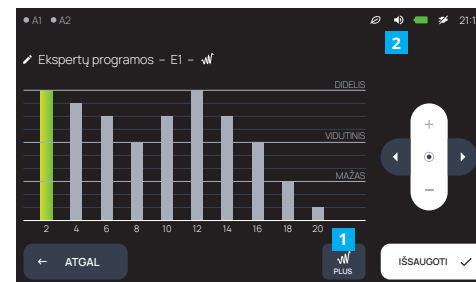 A1 A2 21:1
2
Ekspertų programos – E1 –
DIDELIS
VIDUTINIS
MAŽAS
2 4 6 8 10 12 14 16 18 20
1
← ATGAL
PLUS
IŠSAUGOTI